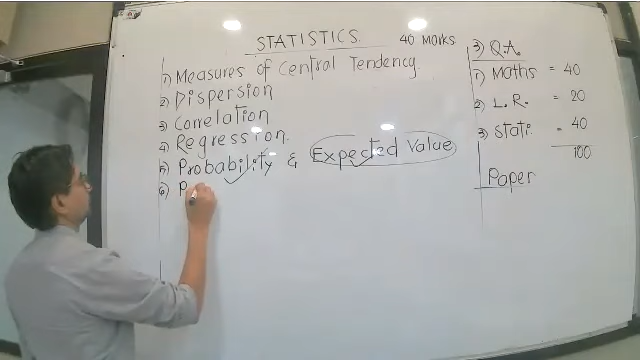 STATISTICS. 40 Marks
1) Measures of Central Tendency.
2) Dispersion
3) Correlation
4) Regression.
5) Probability & Expected Value
6) P
3) Q.A.
1) Maths = 40
2) L.R. = 20
3) Stati. = 40
100
Paper